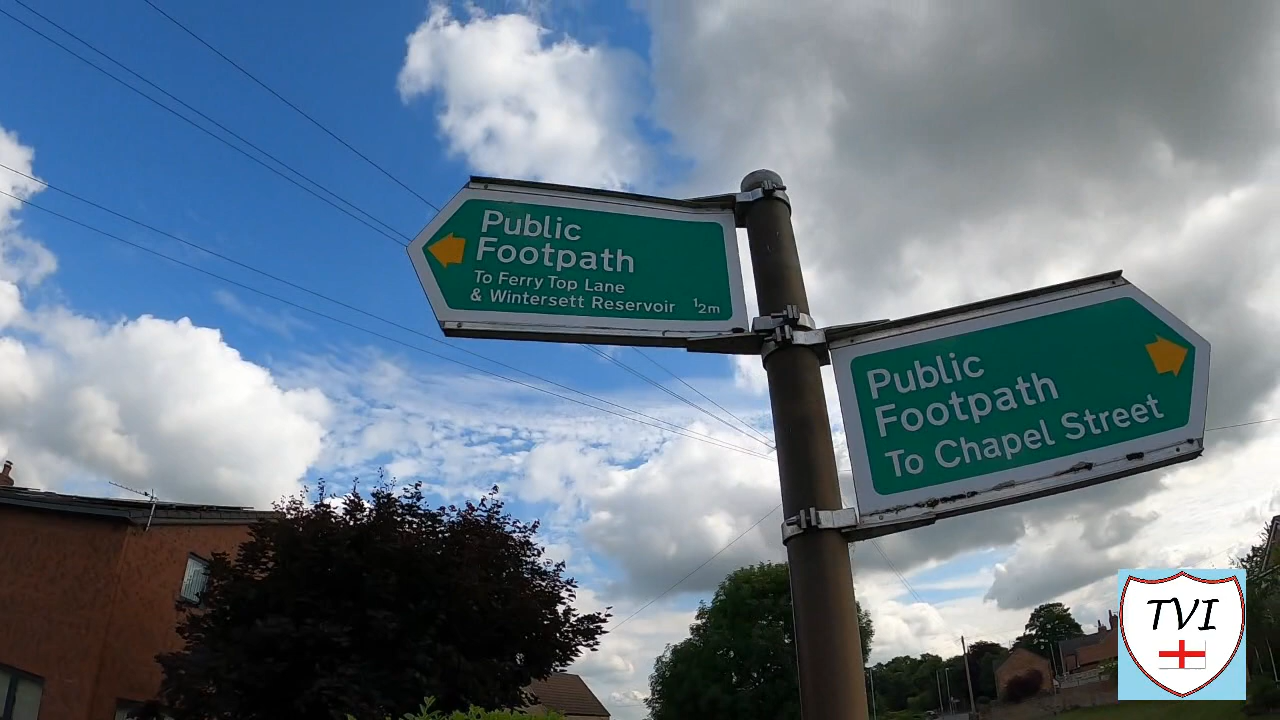 Public
Footpath
To Ferry Top Lane
& Wintersett Reservoir ½m
Public
Footpath
To Chapel Street
TVI